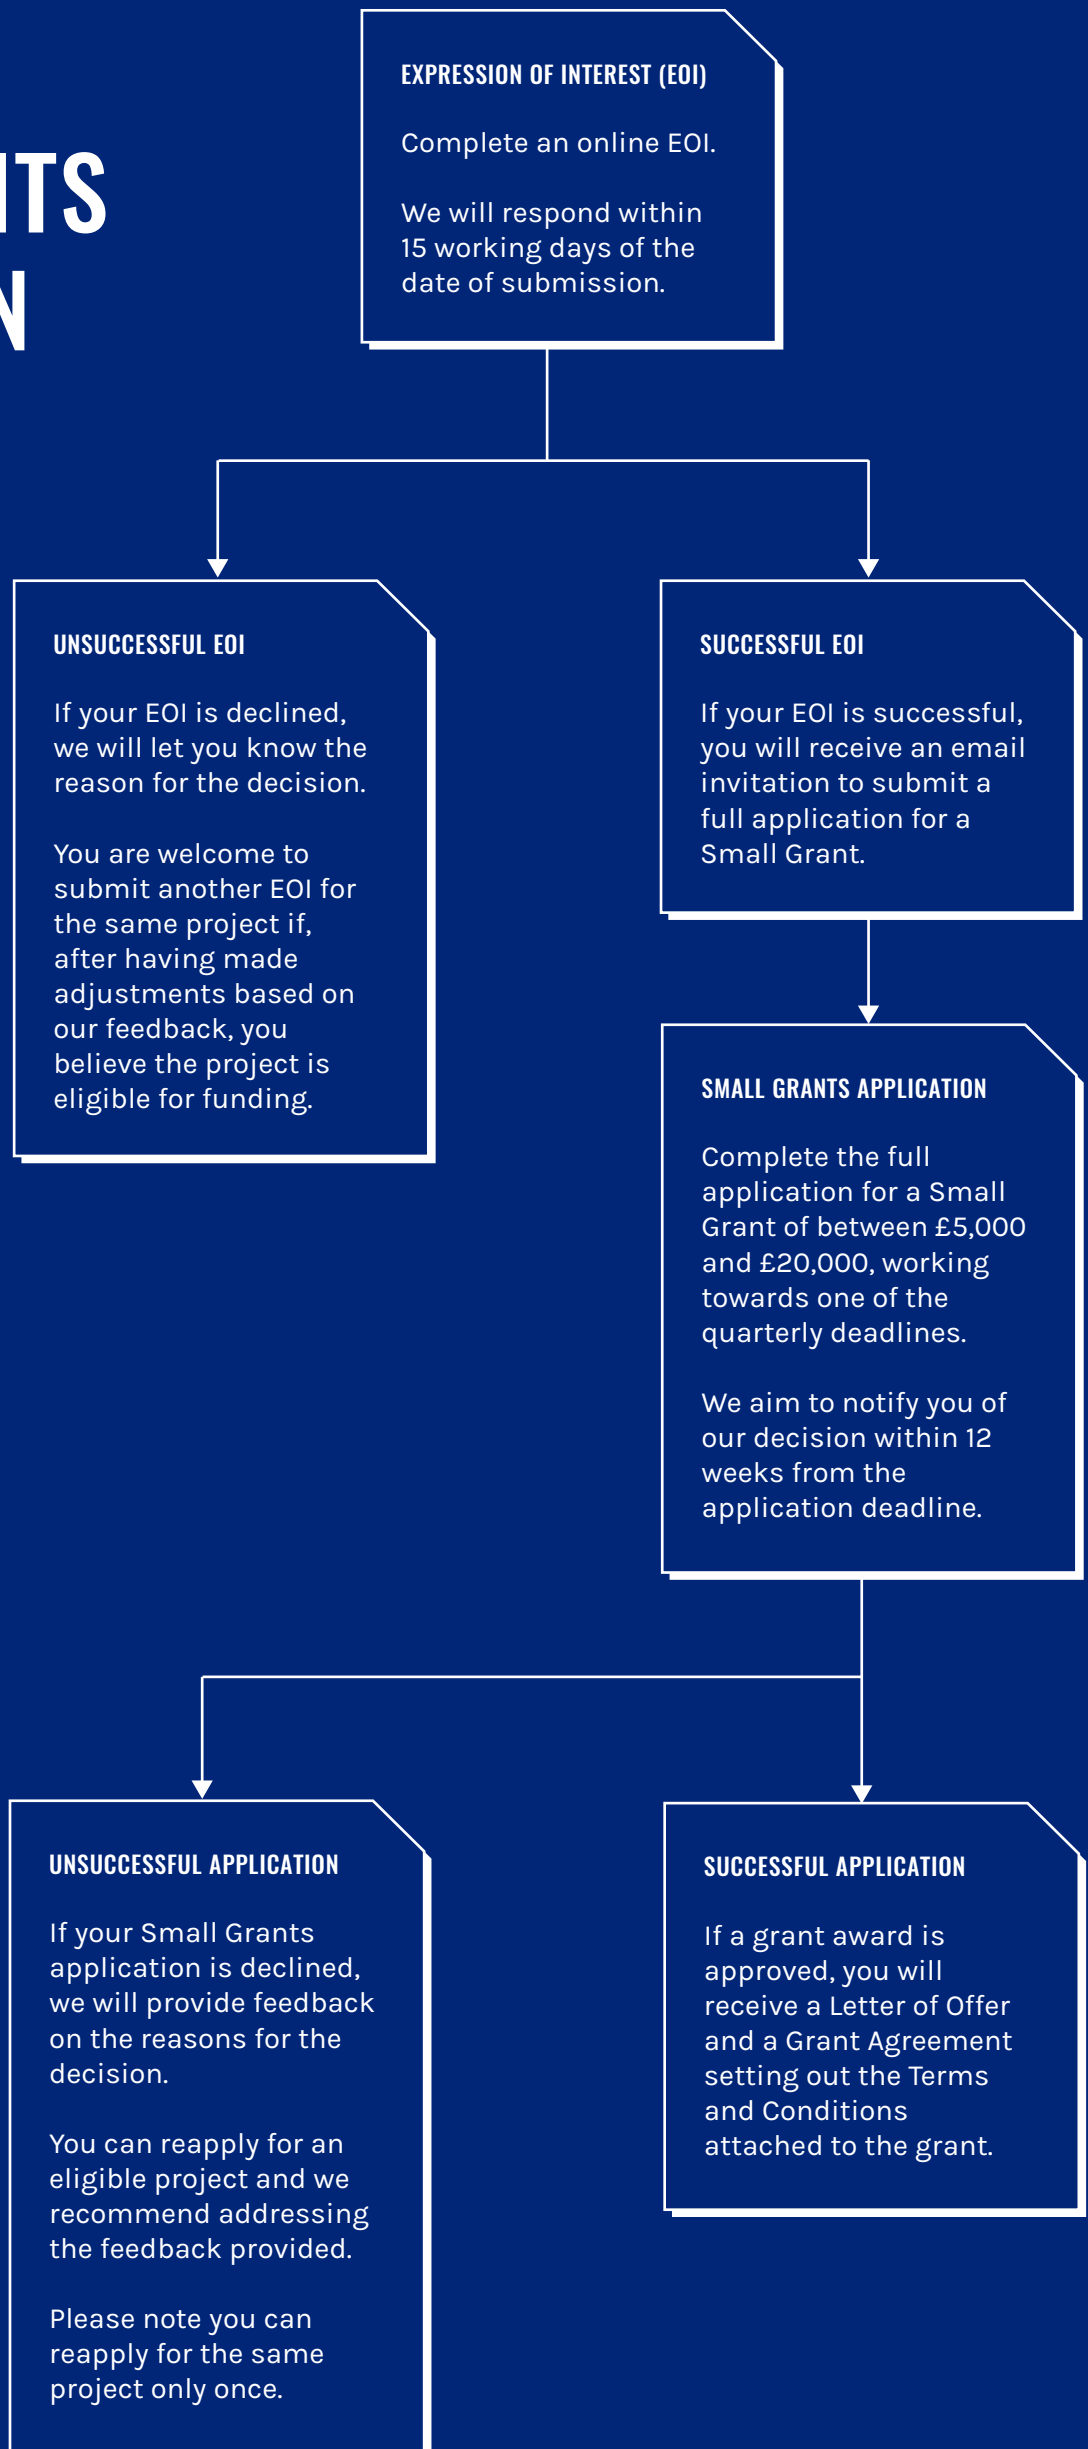 EXPRESSION OF INTEREST (EOI)
Complete an online EOI.
We will respond within
15 working days of the
date of submission.
UNSUCCESSFUL EOI
If your EOI is declined,
we will let you know the
reason for the decision.
You are welcome to
submit another EOI for
the same project if,
after having made
adjustments based on
our feedback, you
believe the project is
eligible for funding.
SUCCESSFUL EOI
If your EOI is successful,
you will receive an email
invitation to submit a
full application for a
Small Grant.
SMALL GRANTS APPLICATION
Complete the full
application for a Small
Grant of between £5,000
and £20,000, working
towards one of the
quarterly deadlines.
We aim to notify you of
our decision within 12
weeks from the
application deadline.
UNSUCCESSFUL APPLICATION
If your Small Grants
application is declined,
we will provide feedback
on the reasons for the
decision.
You can reapply for an
eligible project and we
recommend addressing
the feedback provided.
Please note you can
reapply for the same
project only once.
SUCCESSFUL APPLICATION
If a grant award is
approved, you will
receive a Letter of Offer
and a Grant Agreement
setting out the Terms
and Conditions
attached to the grant.